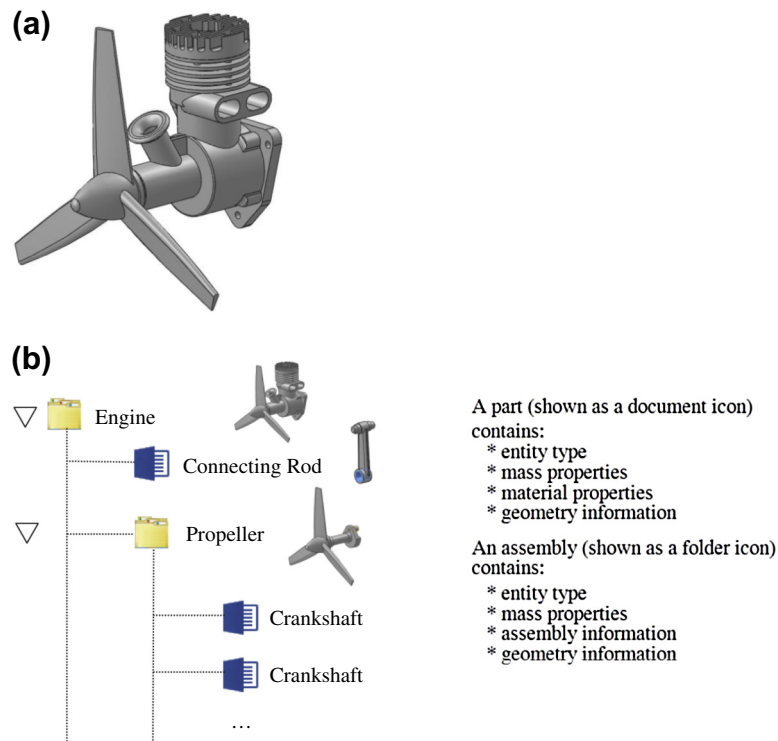 (a)
(b)
Engine
Connecting Rod
Propeller
Crankshaft
Crankshaft
...
A part (shown as a document icon)
contains:
* entity type
* mass properties
* material properties
* geometry information
An assembly (shown as a folder icon)
contains:
* entity type
* mass properties
* assembly information
* geometry information